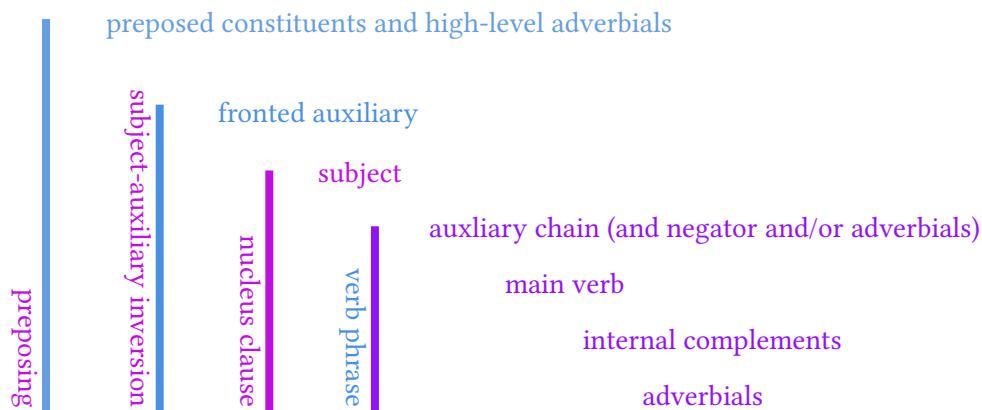 preposed constituents and high-level adverbials
fronted auxiliary
subject
auxliary chain (and negator and/or adverbials)
main verb
internal complements
adverbials
preposing
subject-auxiliary inversion
nucleus clause
verb phrase